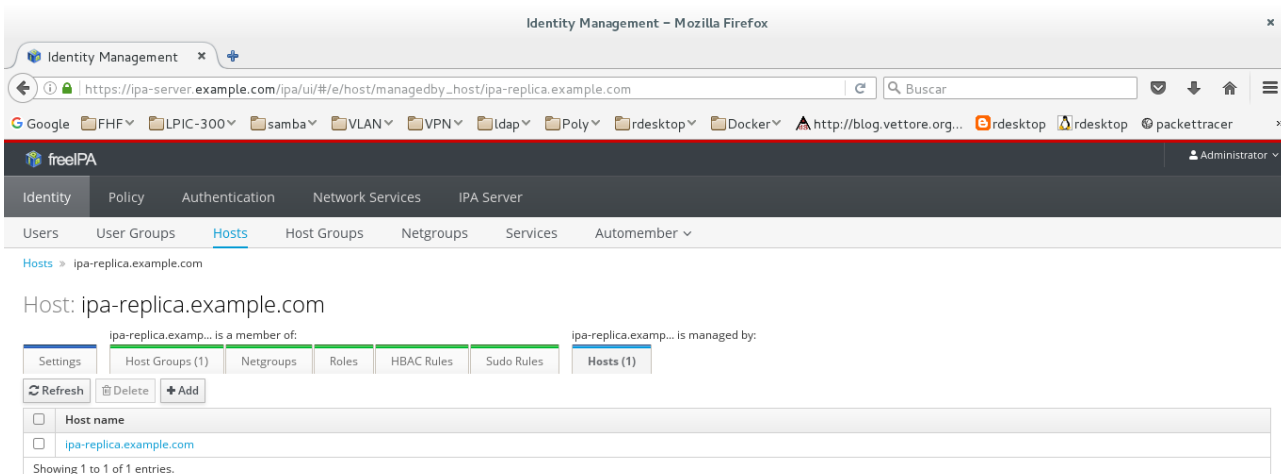 Identity Management - Mozilla Firefox
Identity Management
https://ipa-server.example.com/ipa/ui/#/e/host/managedby_host/ipa-replica.example.com Buscar
Google FHF LPIC-300 samba VLAN VPN ldap Poly rdesktop Docker http://blog.vettore.org... rdesktop rdesktop packettracer »
freeIPA Administrator
Identity Policy Authentication Network Services IPA Server
Users User Groups Hosts Host Groups Netgroups Services Automember
Hosts » ipa-replica.example.com
Host: ipa-replica.example.com
ipa-replica.examp... is a member of: ipa-replica.examp... is managed by:
Settings Host Groups (1) Netgroups Roles HBAC Rules Sudo Rules Hosts (1)
Refresh Delete Add
Host name
ipa-replica.example.com
Showing 1 to 1 of 1 entries.